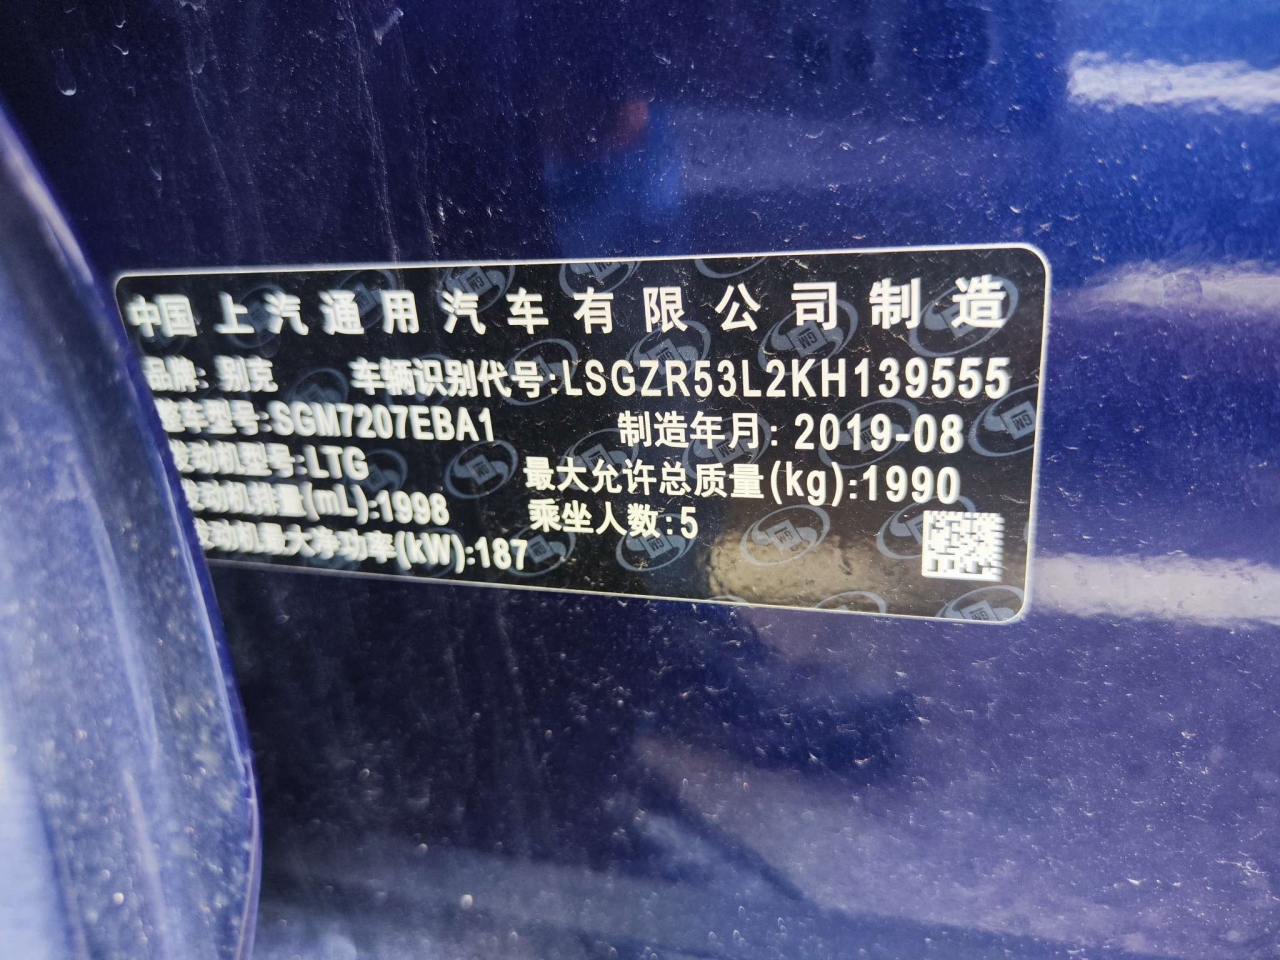 中国上汽通用汽车有限公司制造
品牌: 别克 车辆识别代号:LSGZR53L2KH139555
整车型号:SGM7207EBA1 制造年月: 2019-08
发动机型号:LTG 最大允许总质量(kg):1990
发动机排量(mL):1998 乘坐人数:5
发动机最大净功率(kW):187